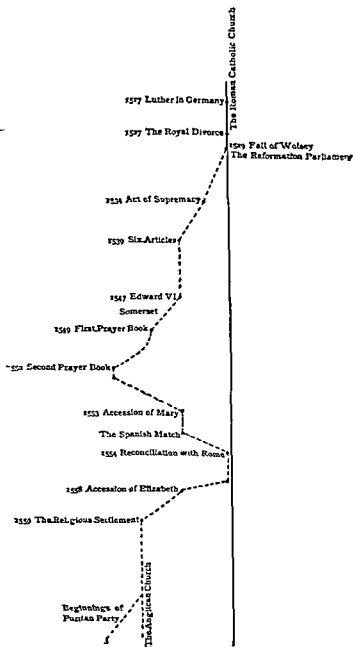 The Roman Catholic Church
1517 Luther in Germany
1527 The Royal Divorce
1529 Fall of Wolsey
The Reformation Parliament
1534 Act of Supremacy
1539 Six Articles
1547 Edward VI
Somerset
1549 First Prayer Book
1552 Second Prayer Book
1553 Accession of Mary
The Spanish Match
1554 Reconciliation with Rome
1558 Accession of Elizabeth
1559 The Religious Settlement
Beginnings of
Puritan Party
The Anglican Church